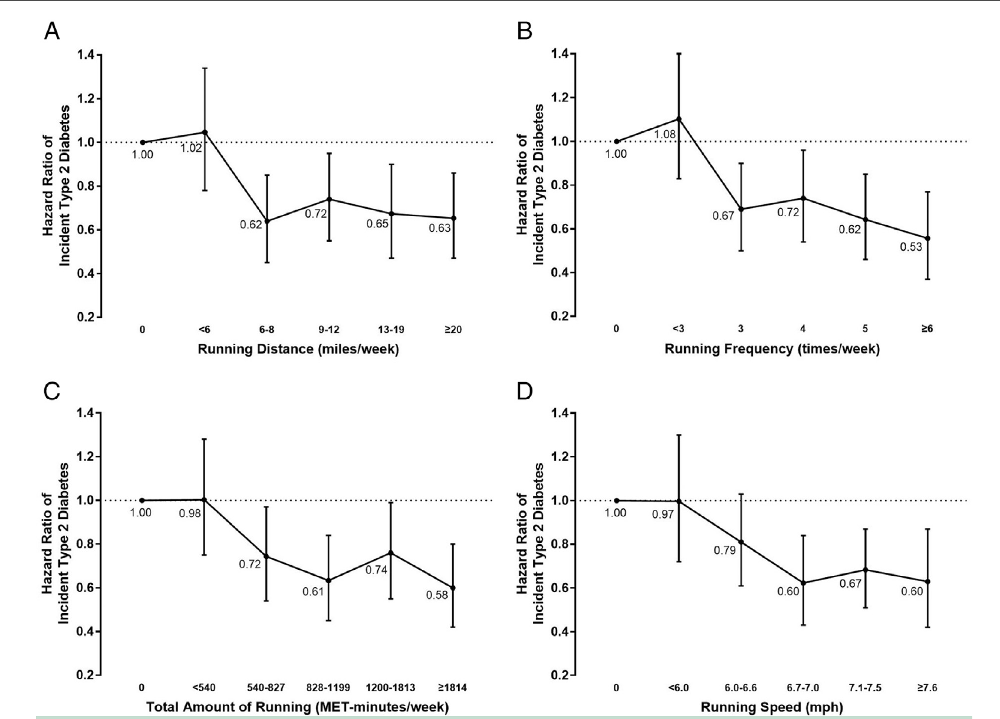 A
1.4
1.2
1.0
0.8
0.6
0.4
0.2
Hazard Ratio of
Incident Type 2 Diabetes
1.00
1.02
0.62
0.72
0.65
0.63
0 <6 6-8 9-12 13-19 ≥20
Running Distance (miles/week)
B
1.4
1.2
1.0
0.8
0.6
0.4
0.2
Hazard Ratio of
Incident Type 2 Diabetes
1.00
1.08
0.67
0.72
0.62
0.53
0 <3 3 4 5 ≥6
Running Frequency (times/week)
C
1.4
1.2
1.0
0.8
0.6
0.4
0.2
Hazard Ratio of
Incident Type 2 Diabetes
1.00
0.98
0.72
0.61
0.74
0.58
0 <540 540-827 828-1199 1200-1813 ≥1814
Total Amount of Running (MET-minutes/week)
D
1.4
1.2
1.0
0.8
0.6
0.4
0.2
Hazard Ratio of
Incident Type 2 Diabetes
1.00
0.97
0.79
0.60
0.67
0.60
0 <6.0 6.0-6.6 6.7-7.0 7.1-7.5 ≥7.6
Running Speed (mph)